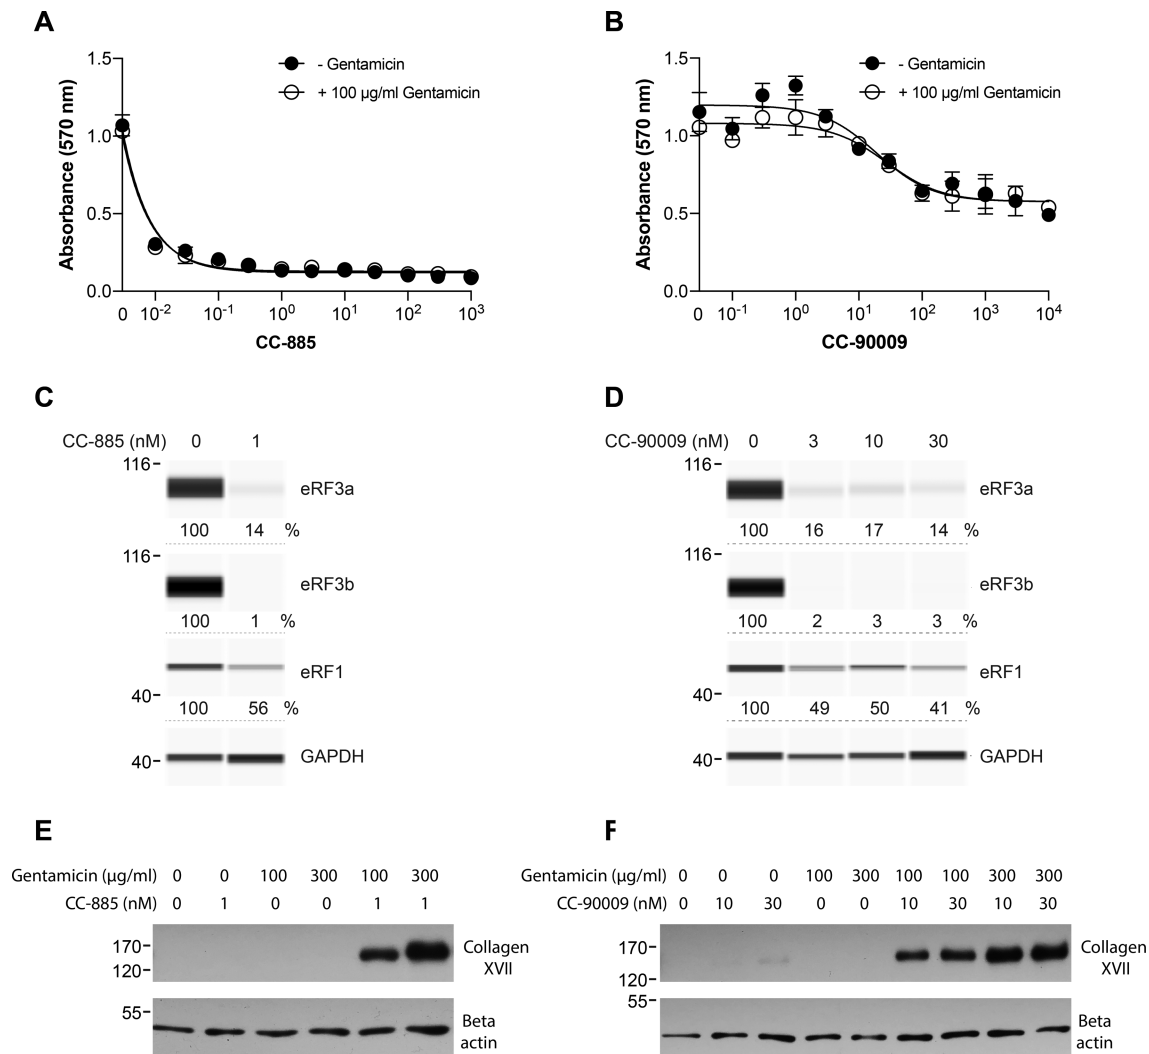 A
1.5
1.0
0.5
0.0
Absorbance (570 nm)
- Gentamicin
+ 100 µg/ml Gentamicin
0 10-2 10-1 100 101 102 103
CC-885
B
1.5
1.0
0.5
0.0
Absorbance (570 nm)
- Gentamicin
+ 100 µg/ml Gentamicin
0 10-1 100 101 102 103 104
CC-90009
C
CC-885 (nM) 0 1
116
eRF3a
100 14 %
116
eRF3b
100 1 %
eRF1
40
100 56 %
40
GAPDH
D
CC-90009 (nM) 0 3 10 30
116
eRF3a
100 16 17 14 %
116
eRF3b
100 2 3 3 %
eRF1
40
100 49 50 41 %
40
GAPDH
E
Gentamicin (µg/ml) 0 0 100 300 100 300
CC-885 (nM) 0 1 0 0 1 1
170
120
Collagen
XVII
55
Beta
actin
F
Gentamicin (µg/ml) 0 0 0 100 300 100 100 300 300
CC-90009 (nM) 0 10 30 0 0 10 30 10 30
170
120
Collagen
XVII
55
Beta
actin